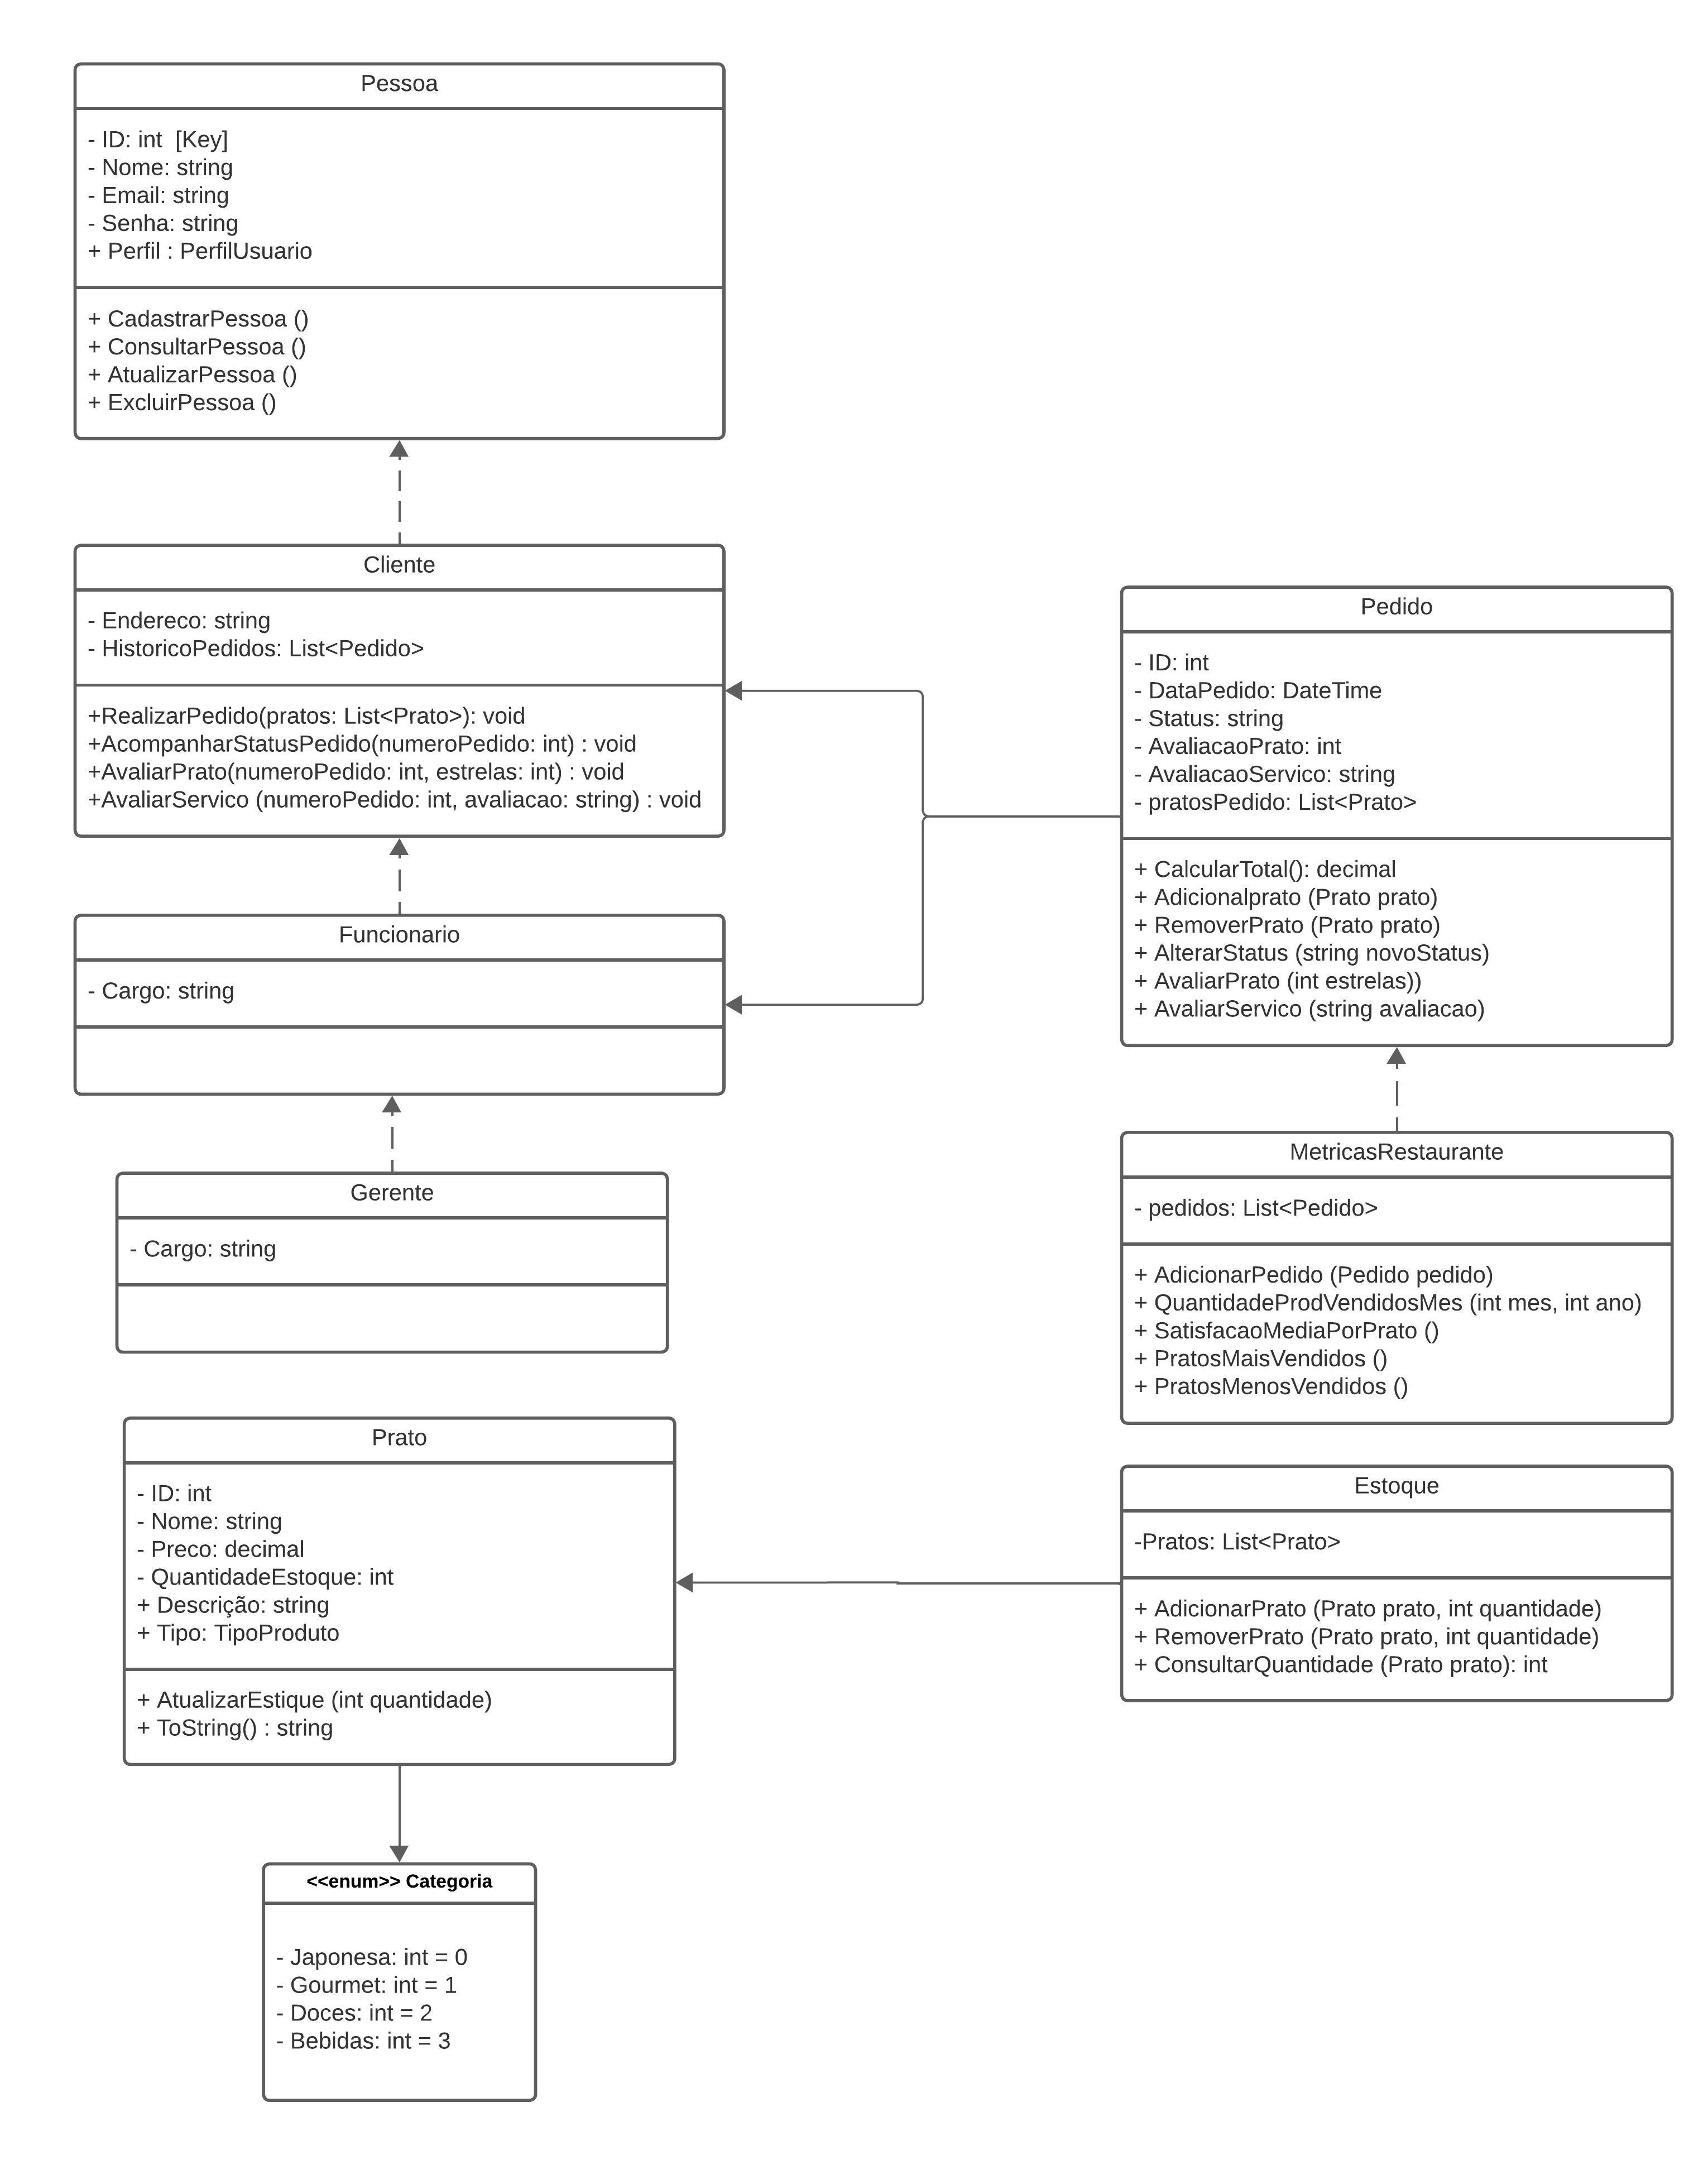 Pessoa
- ID: int  [Key]
- Nome: string
- Email: string
- Senha: string
+ Perfil : PerfilUsuario
+ CadastrarPessoa ()
+ ConsultarPessoa ()
+ AtualizarPessoa ()
+ ExcluirPessoa ()
Cliente
- Endereco: string
- HistoricoPedidos: List<Pedido>
+RealizarPedido(pratos: List<Prato>): void
+AcompanharStatusPedido(numeroPedido: int) : void
+AvaliarPrato(numeroPedido: int, estrelas: int) : void
+AvaliarServico (numeroPedido: int, avaliacao: string) : void
Funcionario
- Cargo: string
Gerente
- Cargo: string
Pedido
- ID: int
- DataPedido: DateTime
- Status: string
- AvaliacaoPrato: int
- AvaliacaoServico: string
- pratosPedido: List<Prato>
+ CalcularTotal(): decimal
+ Adicionalprato (Prato prato)
+ RemoverPrato (Prato prato)
+ AlterarStatus (string novoStatus)
+ AvaliarPrato (int estrelas))
+ AvaliarServico (string avaliacao)
MetricasRestaurante
- pedidos: List<Pedido>
+ AdicionarPedido (Pedido pedido)
+ QuantidadeProdVendidosMes (int mes, int ano)
+ SatisfacaoMediaPorPrato ()
+ PratosMaisVendidos ()
+ PratosMenosVendidos ()
Prato
- ID: int
- Nome: string
- Preco: decimal
- QuantidadeEstoque: int
+ Descrição: string
+ Tipo: TipoProduto
+ AtualizarEstique (int quantidade)
+ ToString() : string
Estoque
-Pratos: List<Prato>
+ AdicionarPrato (Prato prato, int quantidade)
+ RemoverPrato (Prato prato, int quantidade)
+ ConsultarQuantidade (Prato prato): int
<<enum>> Categoria
- Japonesa: int = 0
- Gourmet: int = 1
- Doces: int = 2
- Bebidas: int = 3